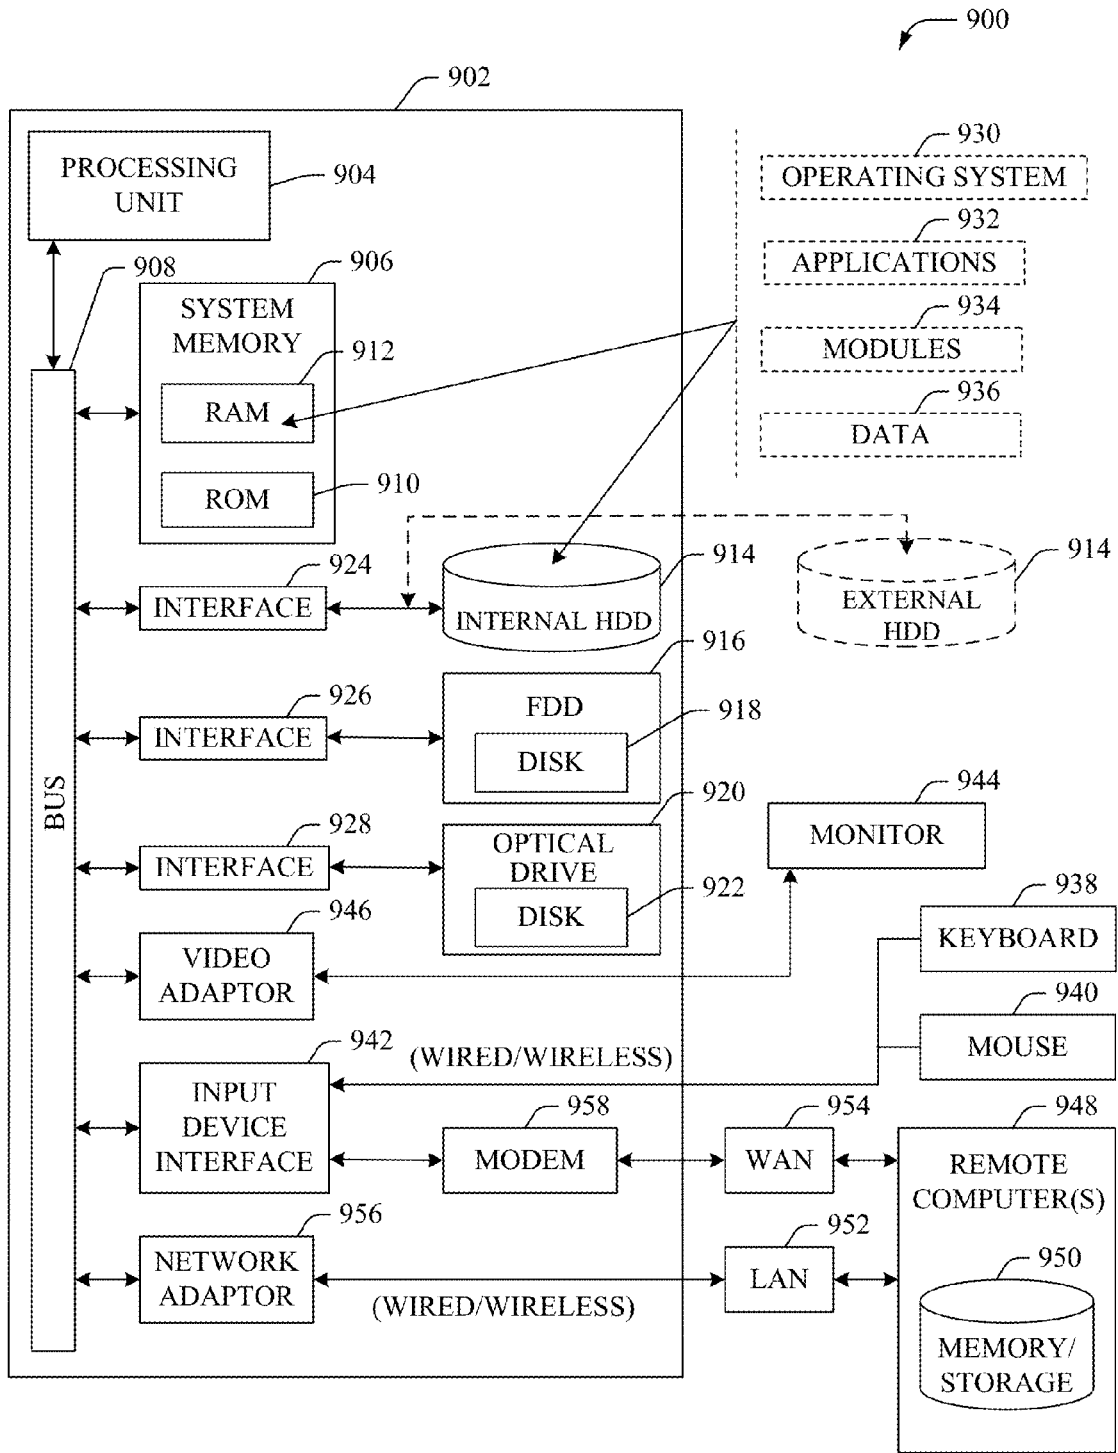 900
902
PROCESSING
UNIT
904
930
OPERATING SYSTEM
908
906
932
APPLICATIONS
SYSTEM
MEMORY
912
RAM
934
MODULES
936
DATA
910
ROM
924
INTERFACE
914
INTERNAL HDD
914
EXTERNAL
HDD
916
FDD
926
INTERFACE
918
DISK
BUS
920
OPTICAL
DRIVE
928
INTERFACE
922
DISK
944
MONITOR
946
VIDEO
ADAPTOR
938
KEYBOARD
940
MOUSE
942
INPUT
DEVICE
INTERFACE
(WIRED/WIRELESS)
958
MODEM
954
WAN
948
REMOTE
COMPUTER(S)
956
NETWORK
ADAPTOR
(WIRED/WIRELESS)
952
LAN
950
MEMORY/
STORAGE